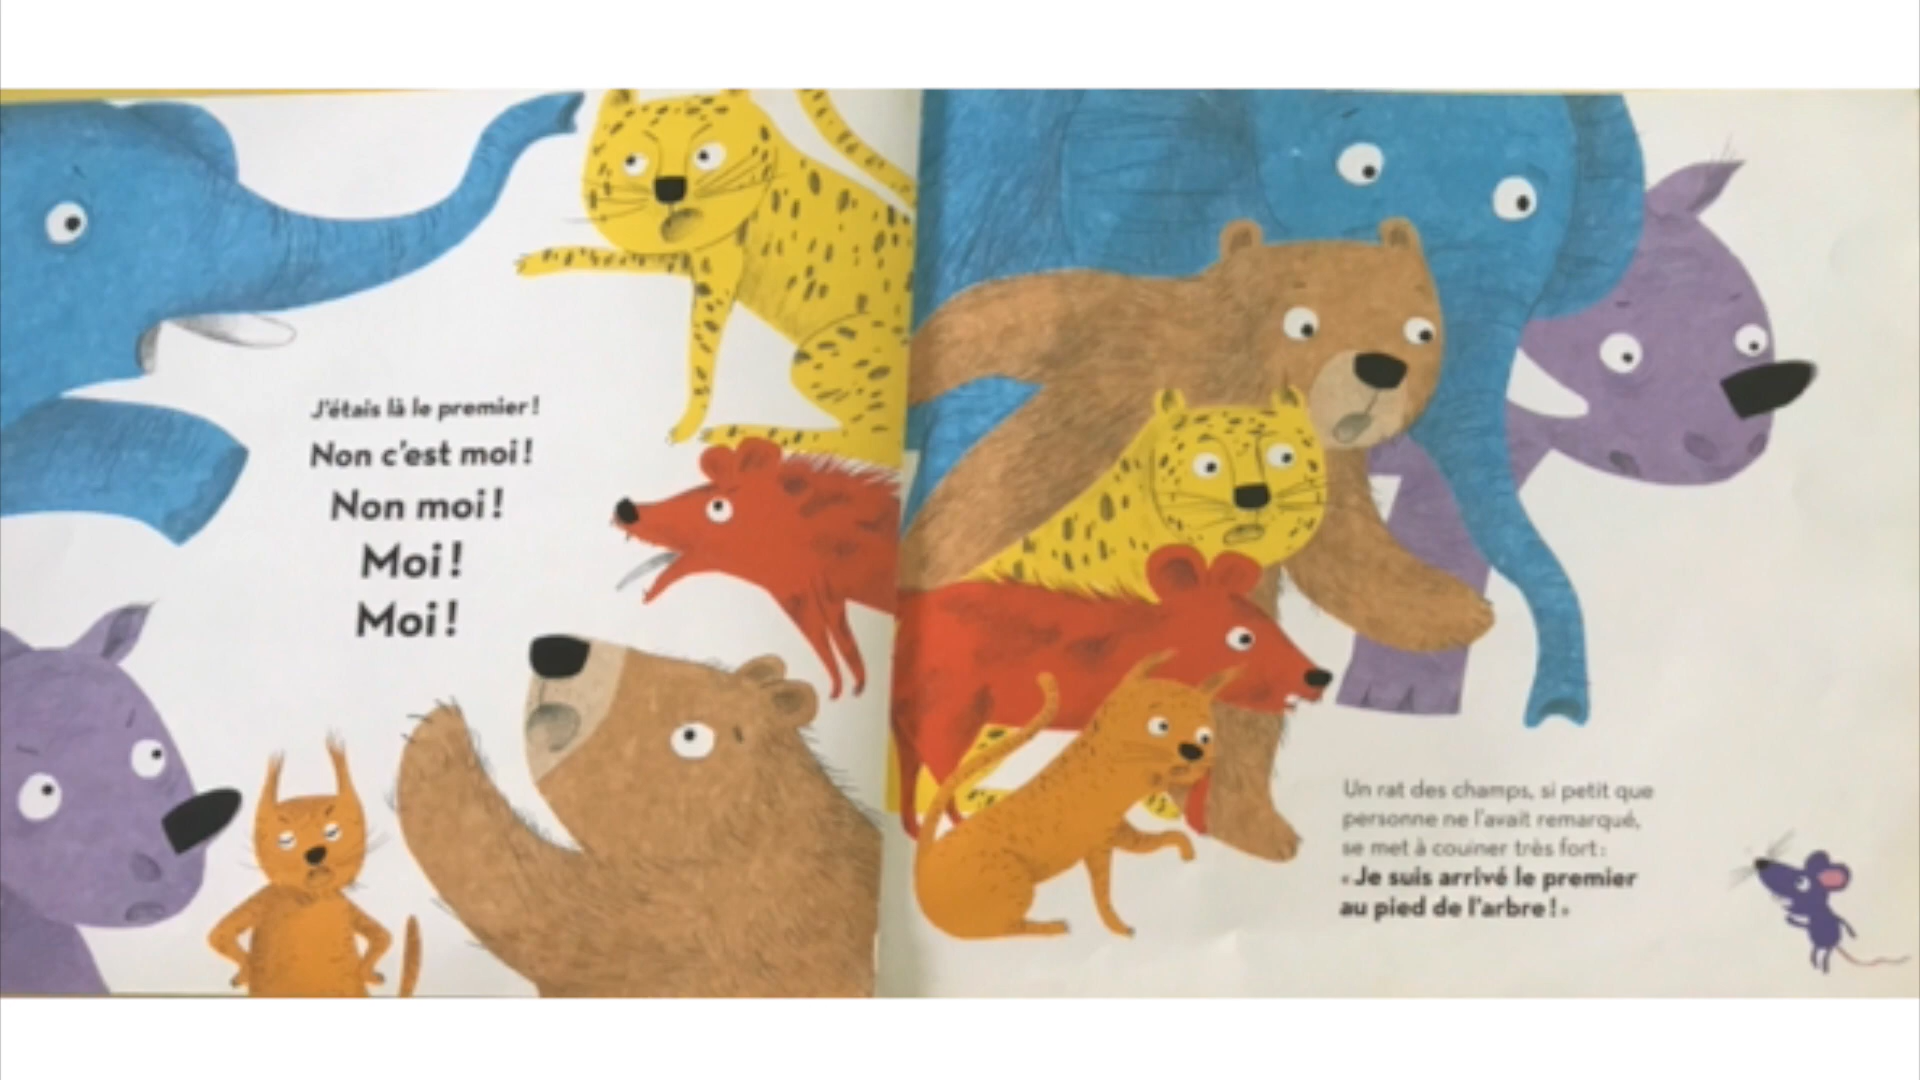 J'étais là le premier !
Non c'est moi !
Non moi !
Moi !
Moi !
Un rat des champs, si petit que
personne ne l'avait remarqué,
se met à couiner très fort :
« Je suis arrivé le premier
au pied de l'arbre ! »